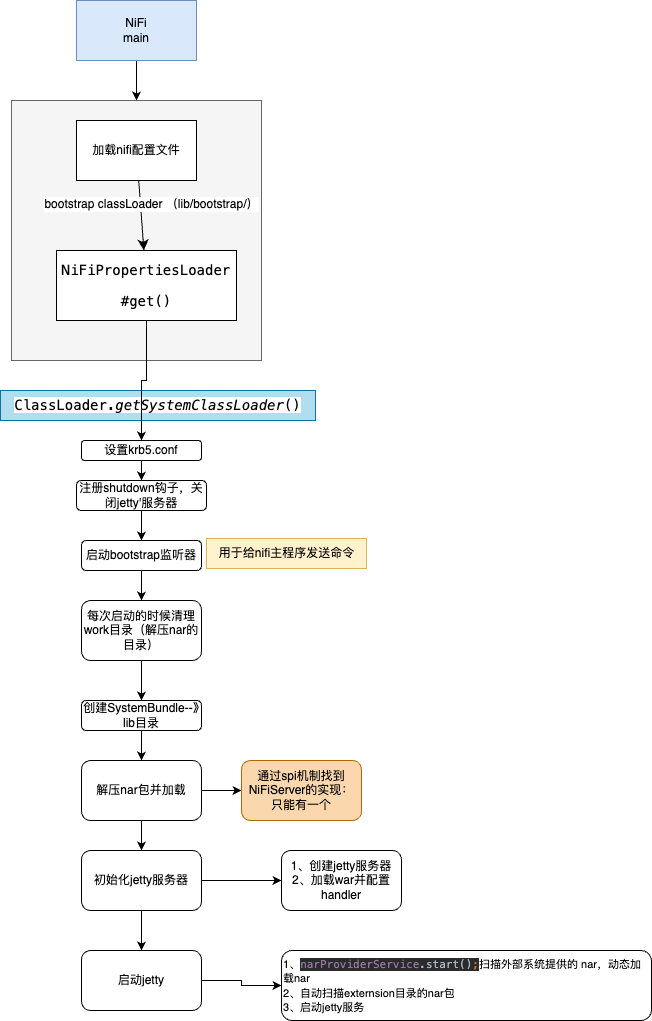 NiFi
main
加载nifi配置文件
bootstrap classLoader （lib/bootstrap/）
NiFiPropertiesLoader
#get()
ClassLoader.getSystemClassLoader()
设置krb5.conf
注册shutdown钩子，关
闭jetty'服务器
启动bootstrap监听器
用于给nifi主程序发送命令
每次启动的时候清理
work目录（解压nar的
目录）
创建SystemBundle--》
lib目录
解压nar包并加载
通过spi机制找到
NiFiServer的实现：
只能有一个
初始化jetty服务器
1、创建jetty服务器
2、加载war并配置
handler
启动jetty
1、narProviderService.start();扫描外部系统提供的 nar，动态加
载nar
2、自动扫描externsion目录的nar包
3、启动jetty服务